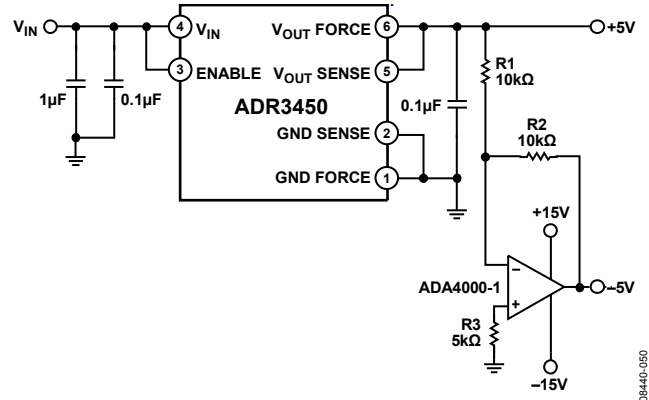 VIN
4
VIN
VOUT FORCE
6
+5V
3
ENABLE
VOUT SENSE
5
R1
10kΩ
1µF
0.1µF
ADR3450
0.1µF
GND SENSE
2
R2
10kΩ
GND FORCE
1
+15V
ADA4000-1
–
+
–5V
R3
5kΩ
–15V
08440-050